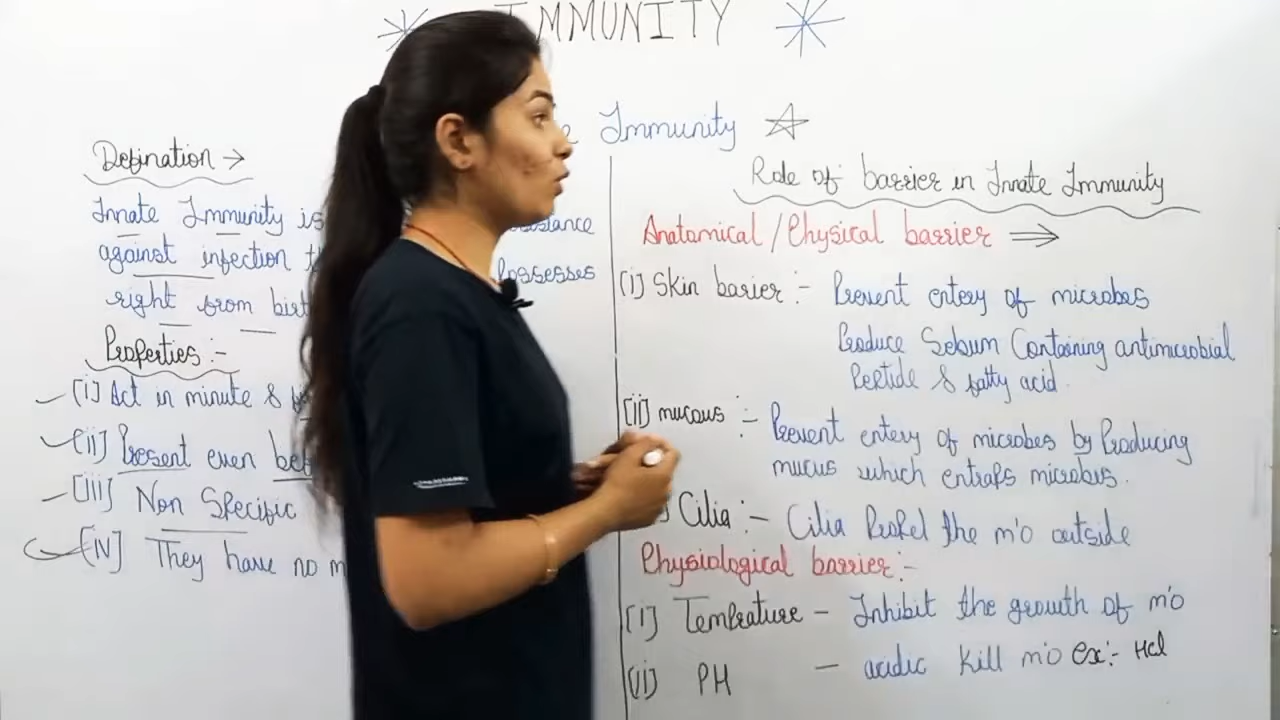 IMMUNITY
Immunity
Defination →
Innate Immunity is
against infection
Possesses
right from birt
Properties :-
(i) Act in minute &
(ii) Present even be
(iii) Non Specific
(IV) They have no m
Role of barrier in Innate Immunity
Anatamical / Physical barrier ⟹
(i) Skin barier :- Prevent entery of microbes
Produce Sebum Containing antimicrobial
Peptide & fatty acid.
(ii) mucous :- Prevent entery of microbes by Producing
mucus which entraps microbes.
Cilia :- Cilia Propel the m'o outside
Physiological barrier :-
(i) Temprature - Inhibit the growth of m'o
(ii) PH - acidic Kill m'o ex:- Hcl